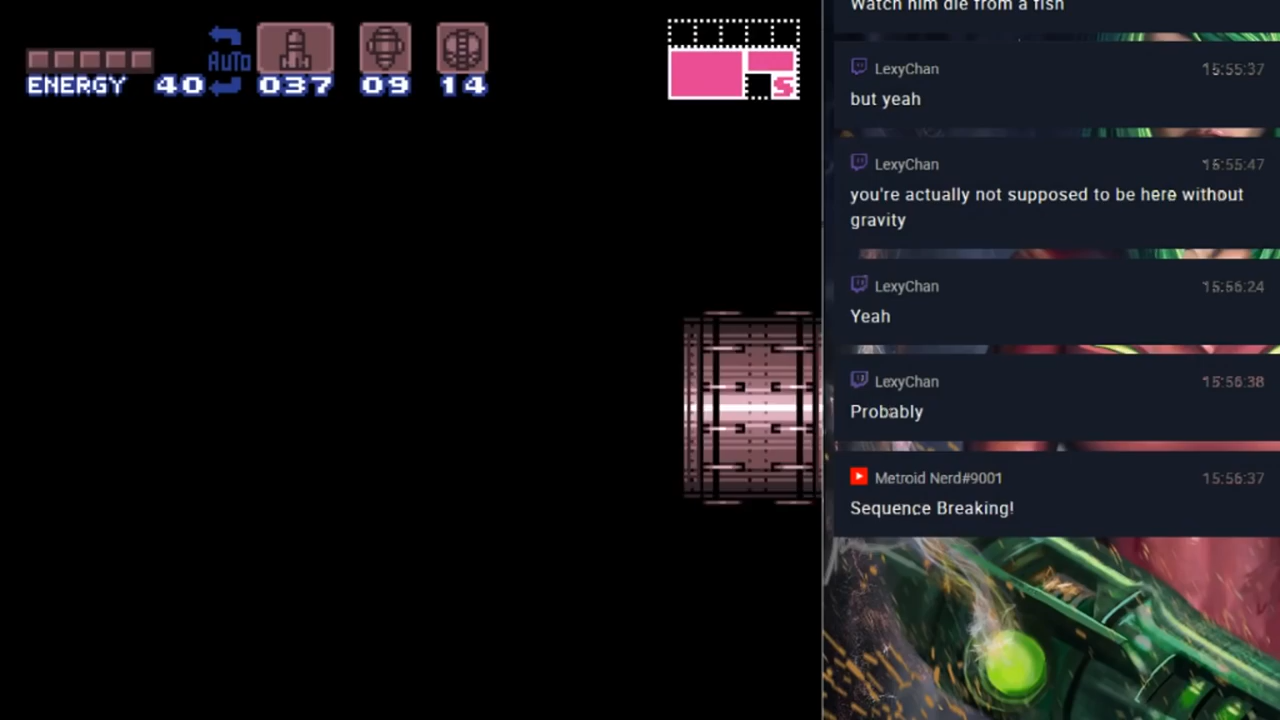 AUTO
ENERGY 40 037 09 14
S
Watch him die from a fish
LexyChan 15:55:37
but yeah
LexyChan 15:55:47
you're actually not supposed to be here without
gravity
LexyChan 15:56:24
Yeah
LexyChan 15:56:38
Probably
Metroid Nerd#9001 15:56:37
Sequence Breaking!